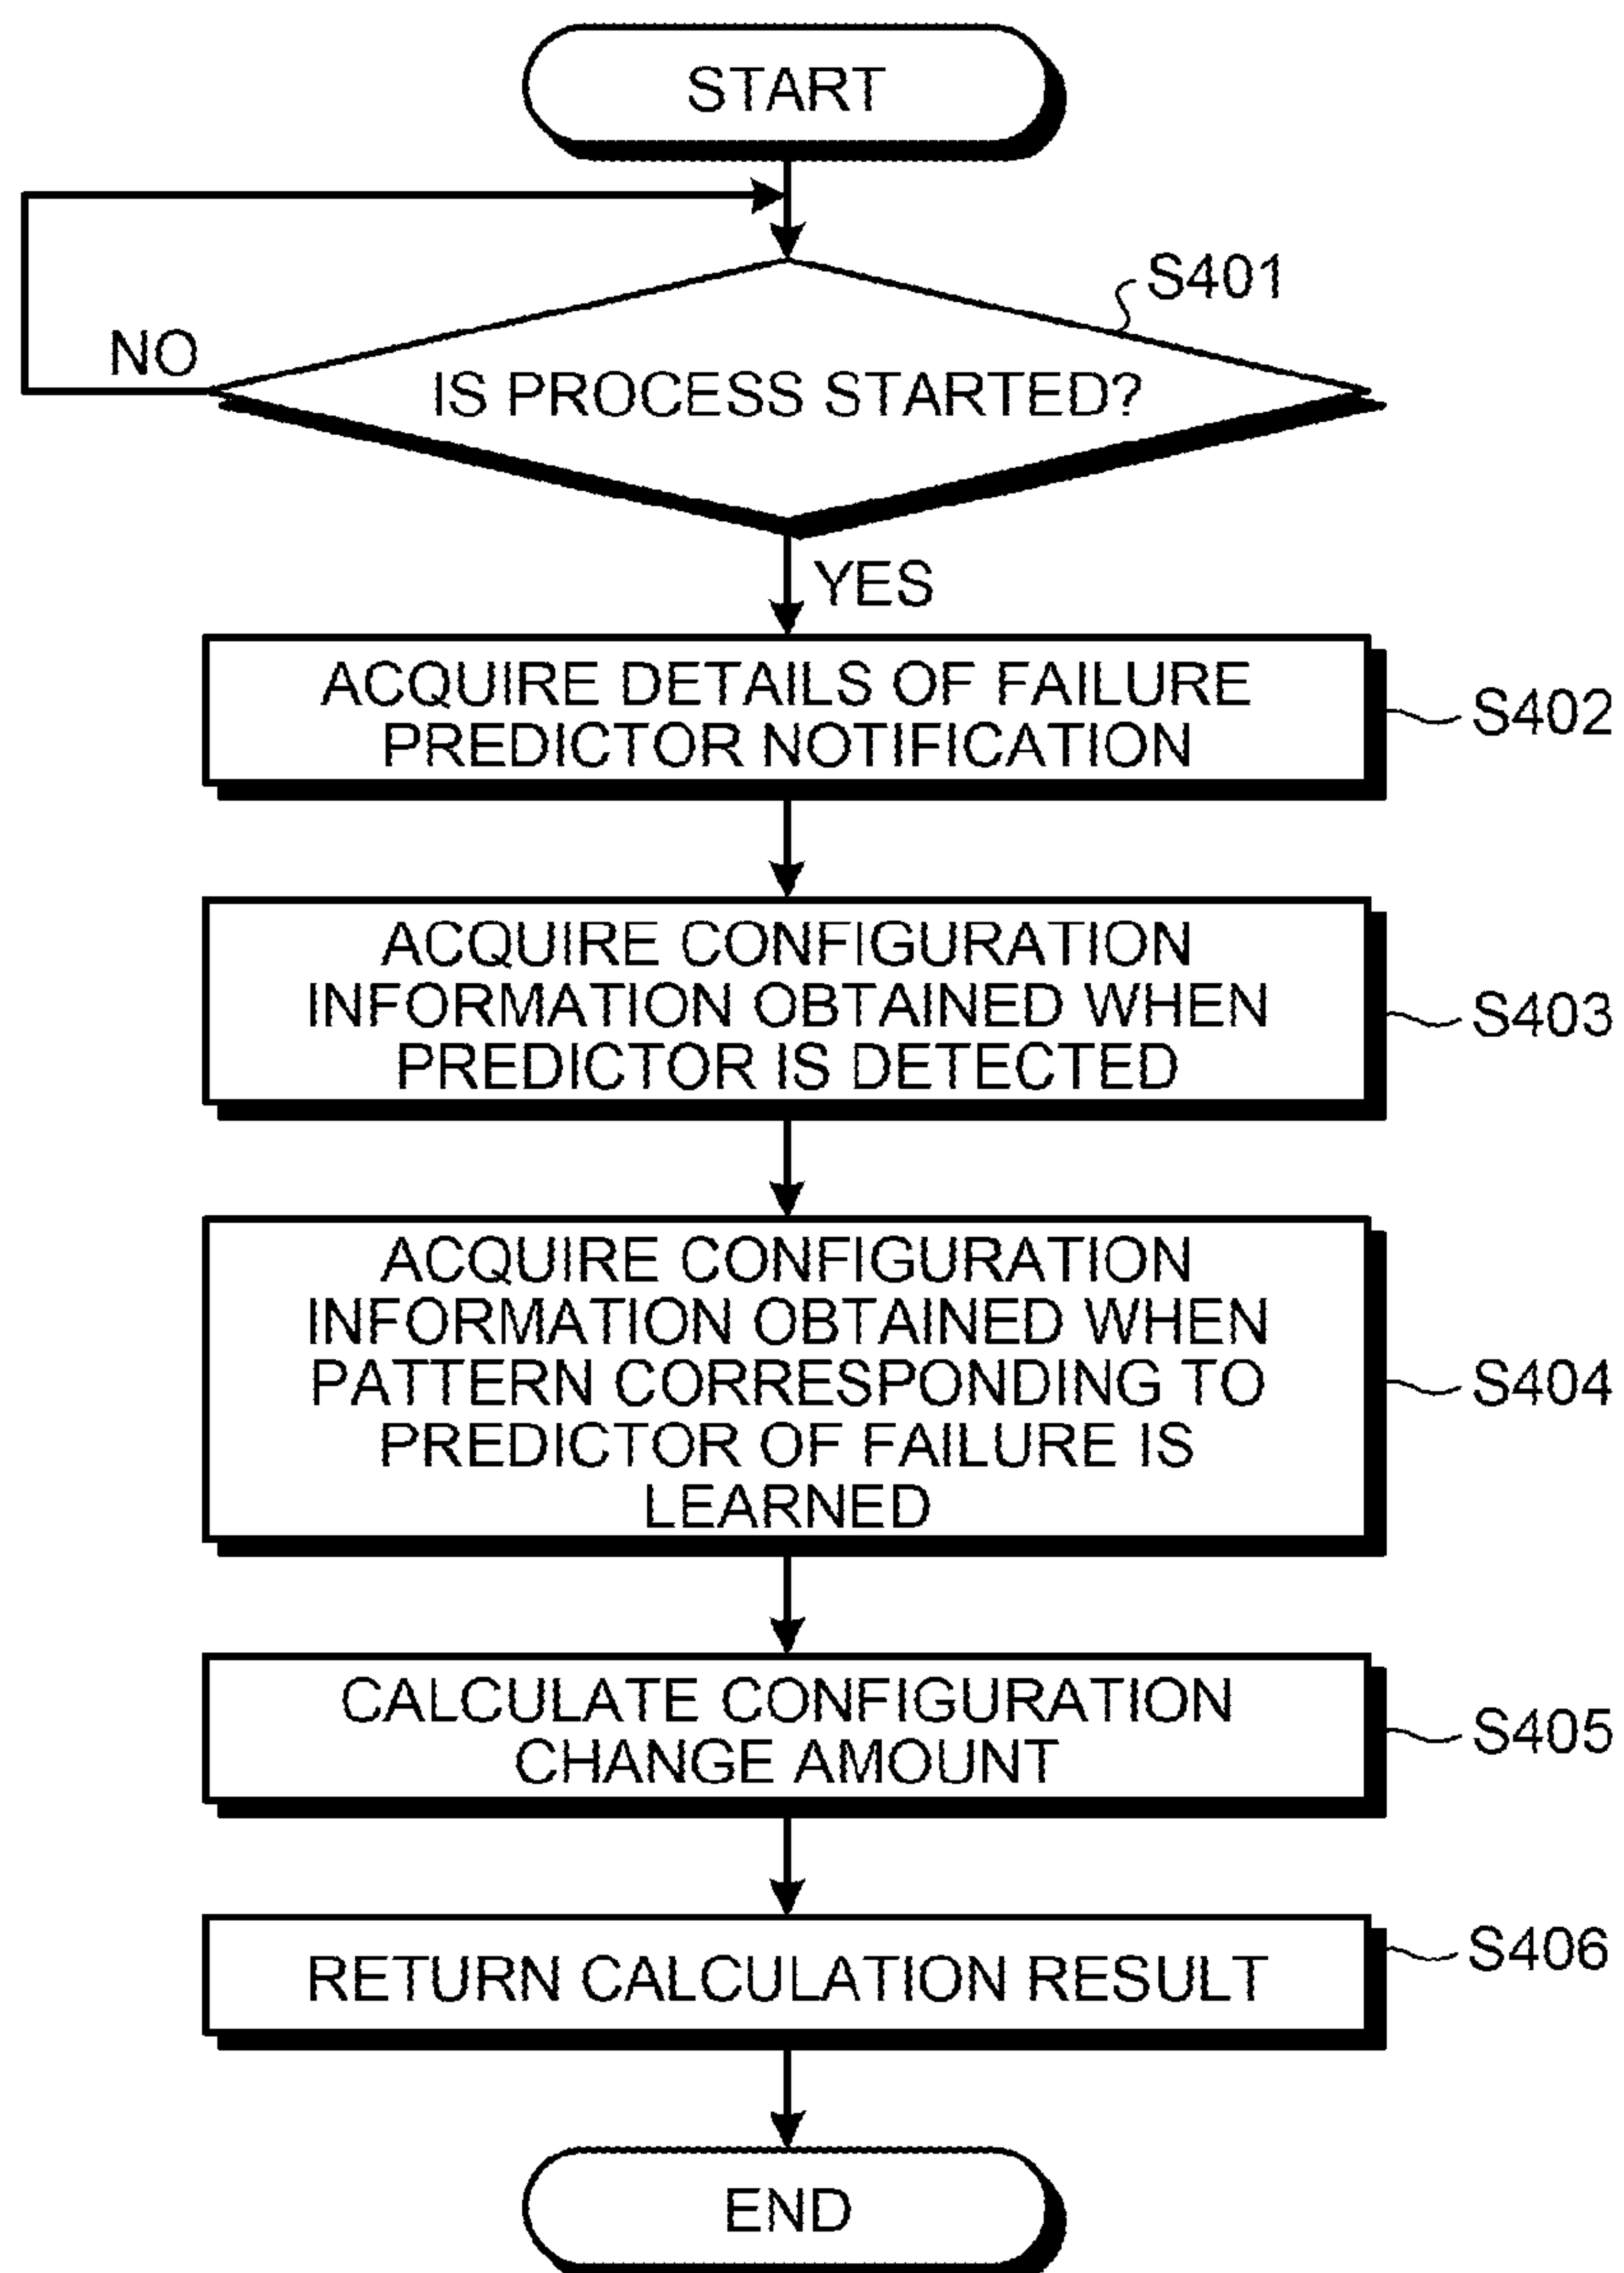 START
S401
NO
IS PROCESS STARTED?
YES
ACQUIRE DETAILS OF FAILURE
PREDICTOR NOTIFICATION
S402
ACQUIRE CONFIGURATION
INFORMATION OBTAINED WHEN
PREDICTOR IS DETECTED
S403
ACQUIRE CONFIGURATION
INFORMATION OBTAINED WHEN
PATTERN CORRESPONDING TO
PREDICTOR OF FAILURE IS
LEARNED
S404
CALCULATE CONFIGURATION
CHANGE AMOUNT
S405
RETURN CALCULATION RESULT
S406
END